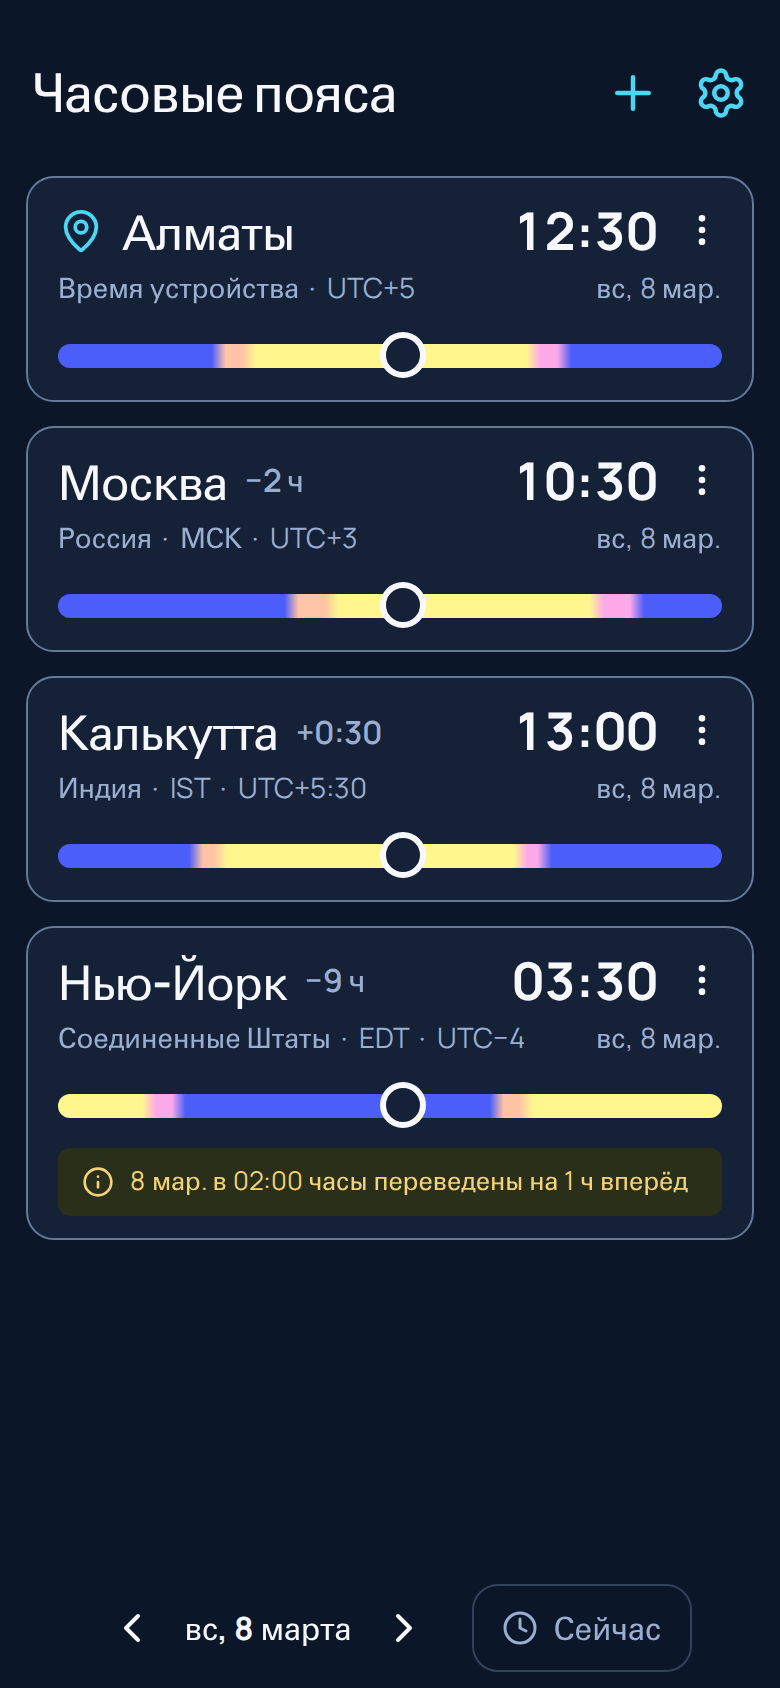 Часовые пояса
Алматы 12:30
Время устройства · UTC+5 вс, 8 мар.
Москва −2 ч 10:30
Россия · МСК · UTC+3 вс, 8 мар.
Калькутта +0:30 13:00
Индия · IST · UTC+5:30 вс, 8 мар.
Нью-Йорк −9 ч 03:30
Соединенные Штаты · EDT · UTC−4 вс, 8 мар.
8 мар. в 02:00 часы переведены на 1 ч вперёд
вс, 8 марта Сейчас